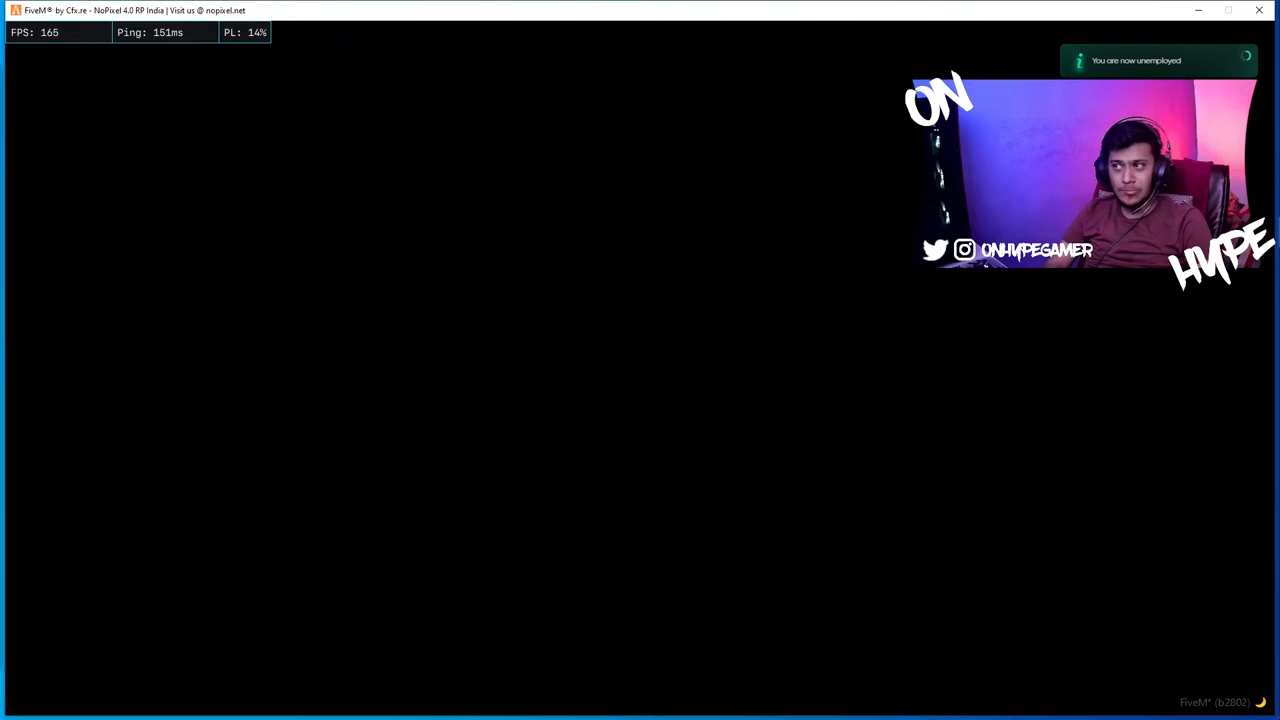 FiveM® by Cfx.re - NoPixel 4.0 RP India | Visit us @ nopixel.net
FPS: 165 Ping: 151ms PL: 14%
You are now unemployed
ON
ONHYPEGAMER
HYPE
FiveM* (b2802)